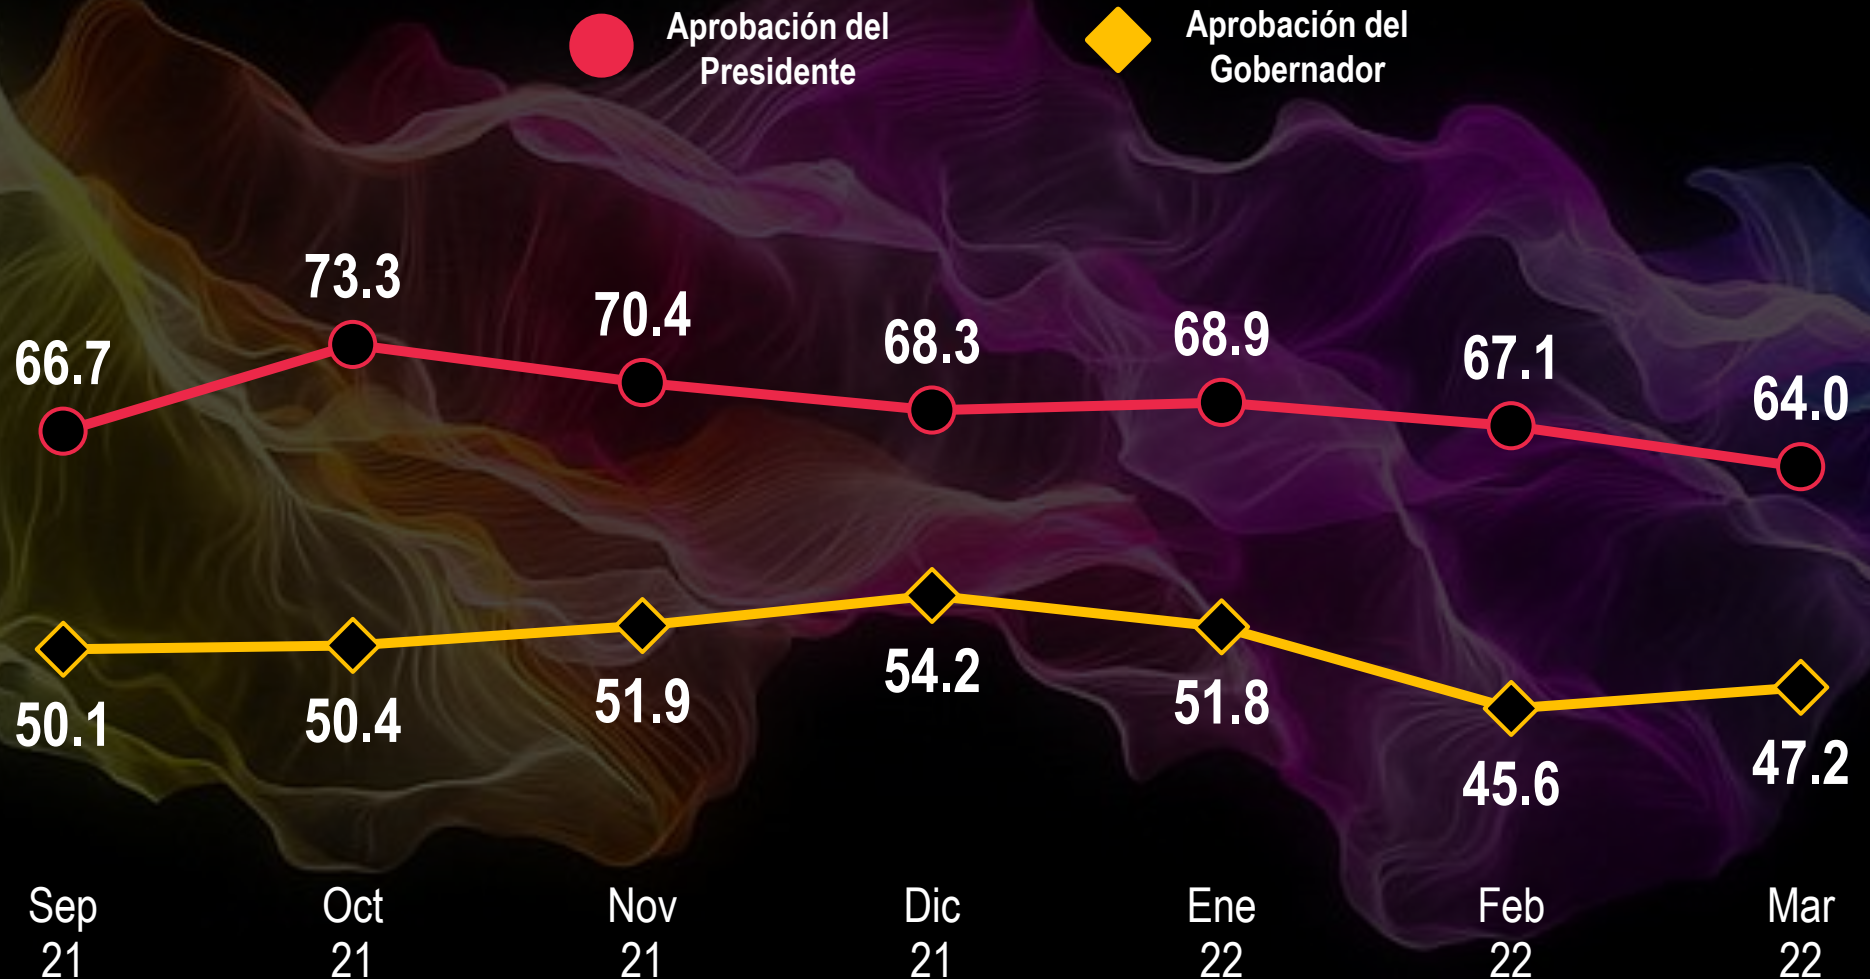 Aprobación del
Presidente
Aprobación del
Gobernador
66.7
73.3
70.4
68.3
68.9
67.1
64.0
50.1
50.4
51.9
54.2
51.8
45.6
47.2
Sep
21
Oct
21
Nov
21
Dic
21
Ene
22
Feb
22
Mar
22